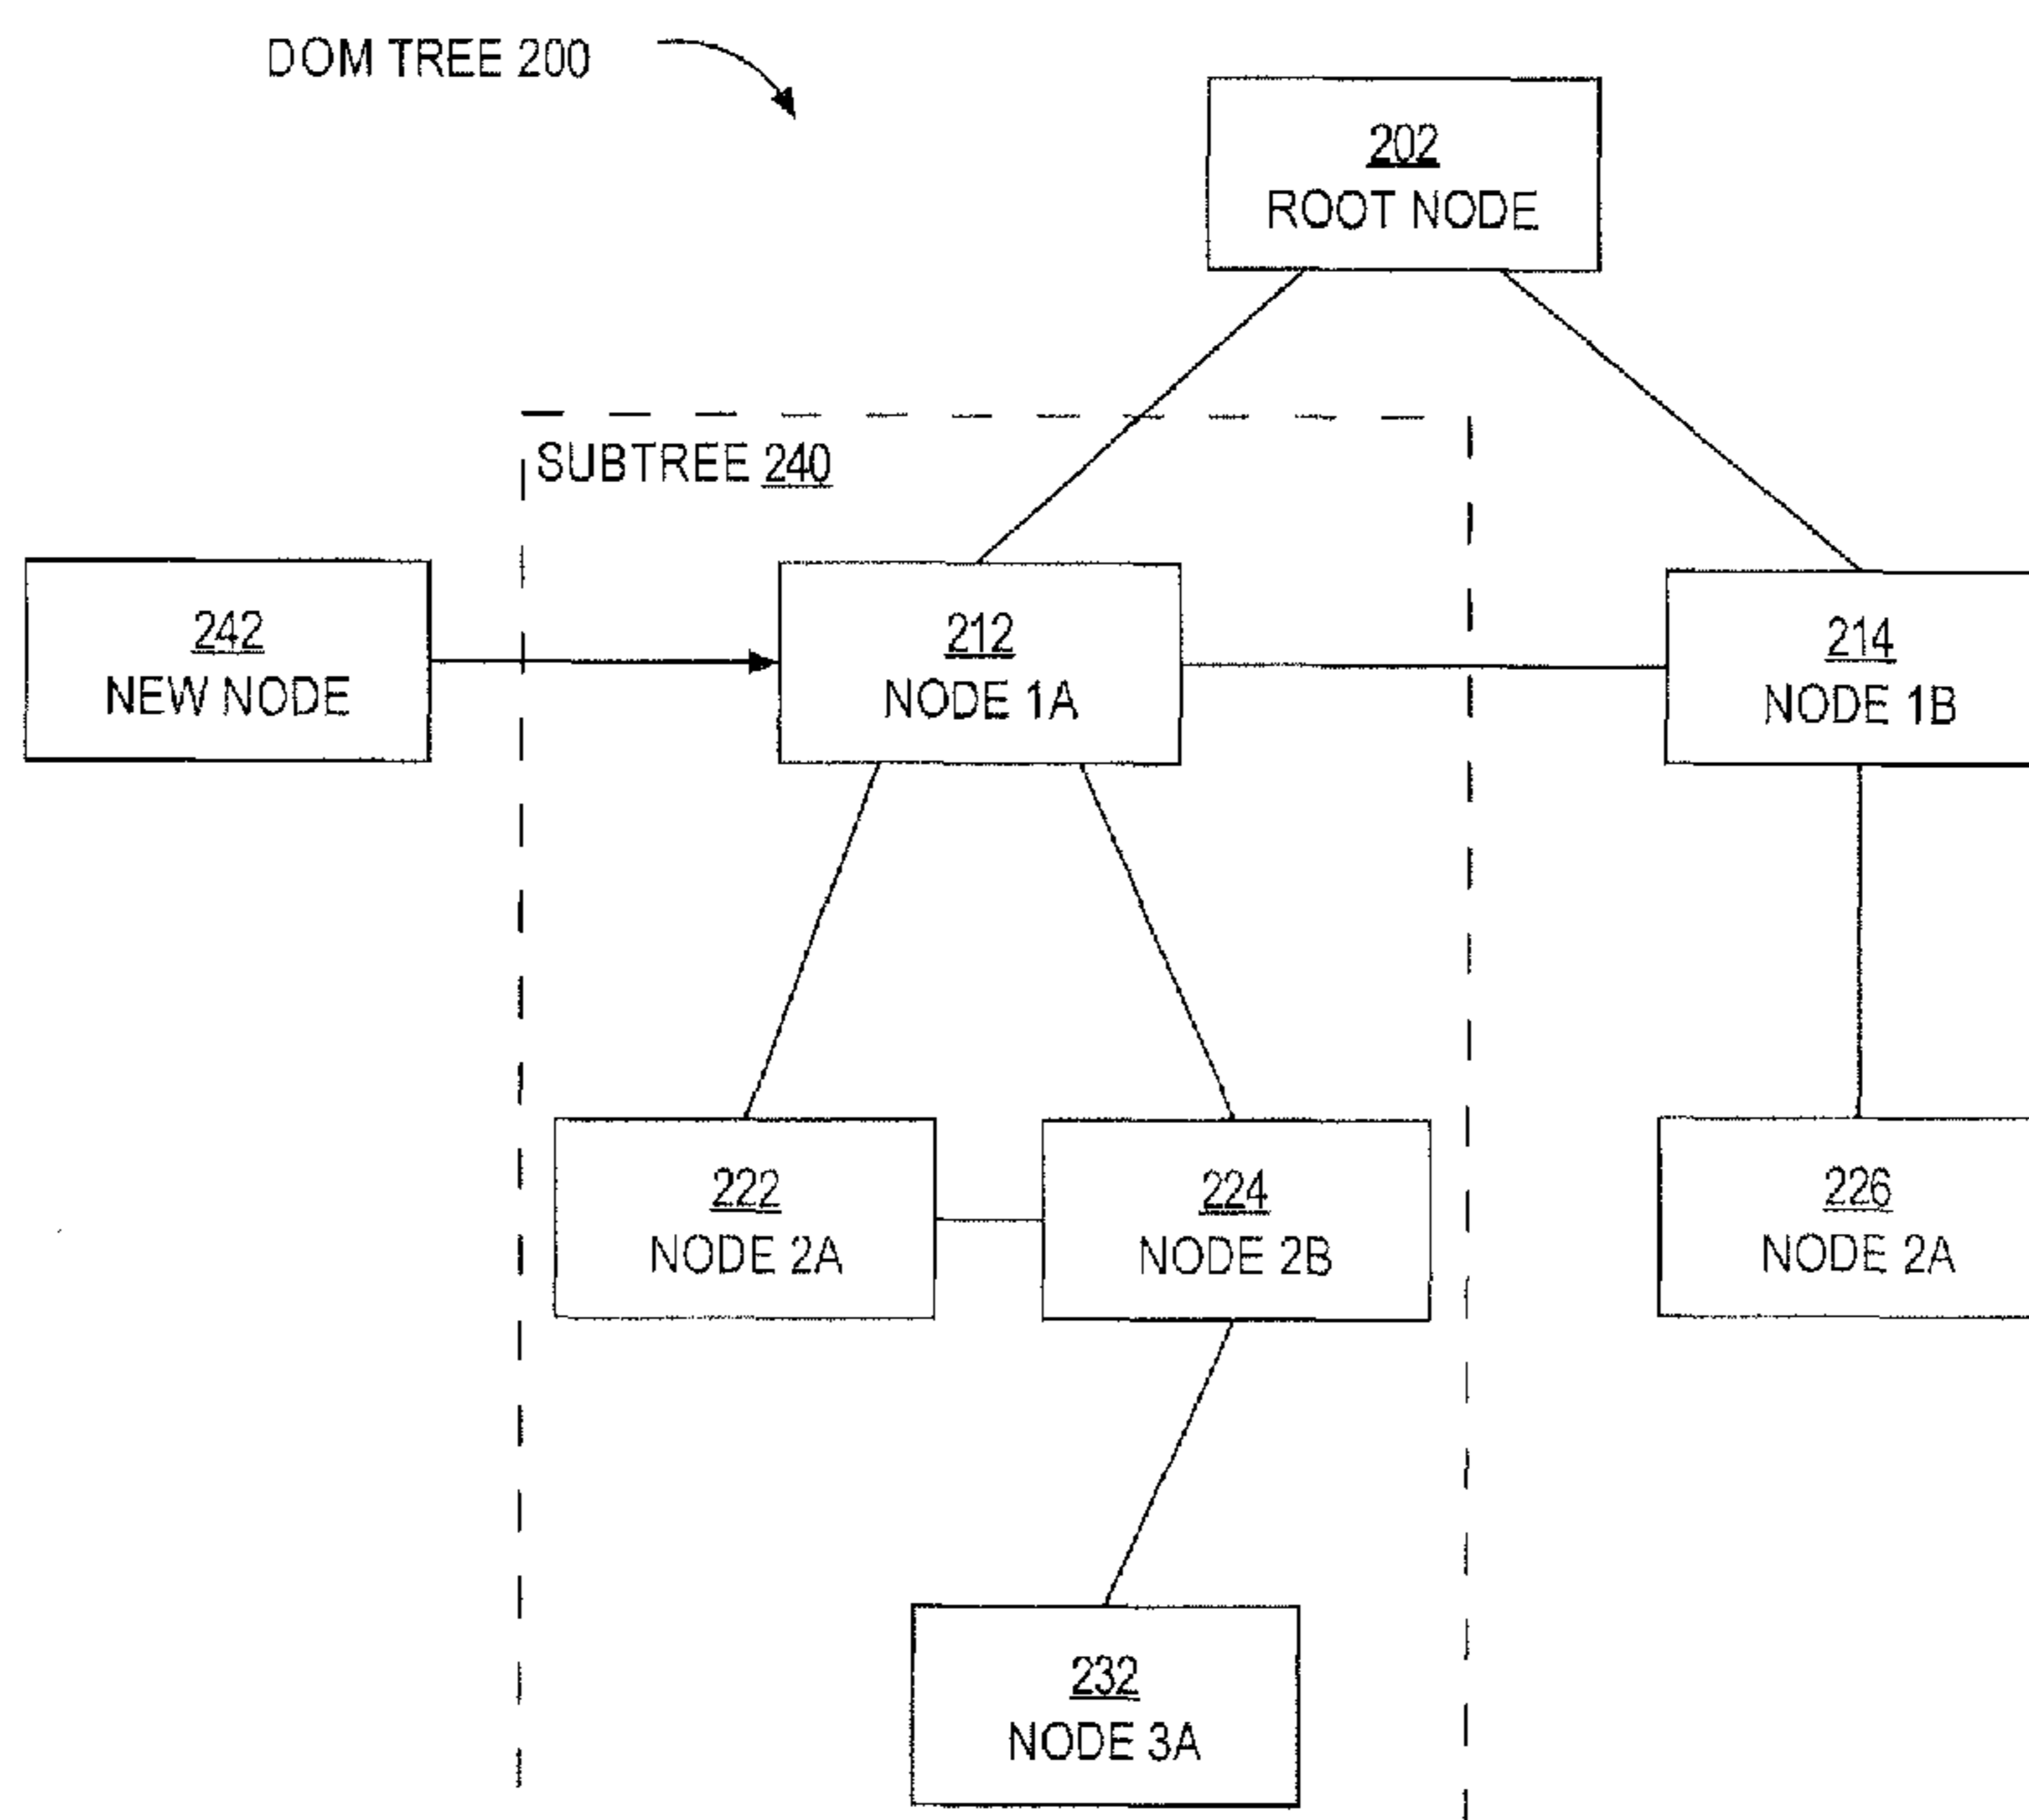 DOM TREE 200
202
ROOT NODE
SUBTREE 240
242
NEW NODE
212
NODE 1A
214
NODE 1B
222
NODE 2A
224
NODE 2B
226
NODE 2A
232
NODE 3A